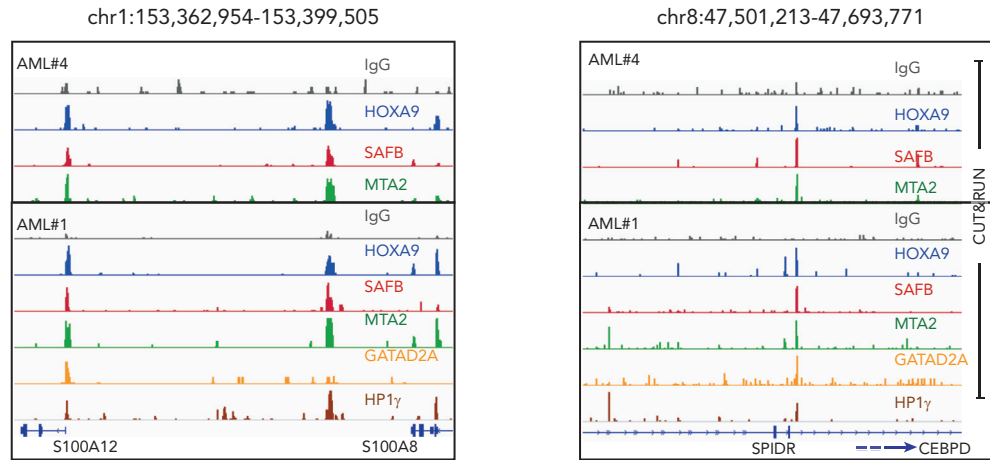 chr1:153,362,954-153,399,505
AML#4
IgG
HOXA9
SAFB
MTA2
AML#1
IgG
HOXA9
SAFB
MTA2
GATAD2A
HP1γ
S100A12
S100A8
chr8:47,501,213-47,693,771
AML#4
IgG
HOXA9
SAFB
MTA2
AML#1
IgG
HOXA9
SAFB
MTA2
GATAD2A
HP1γ
SPIDR
CEBPD
CUT&RUN